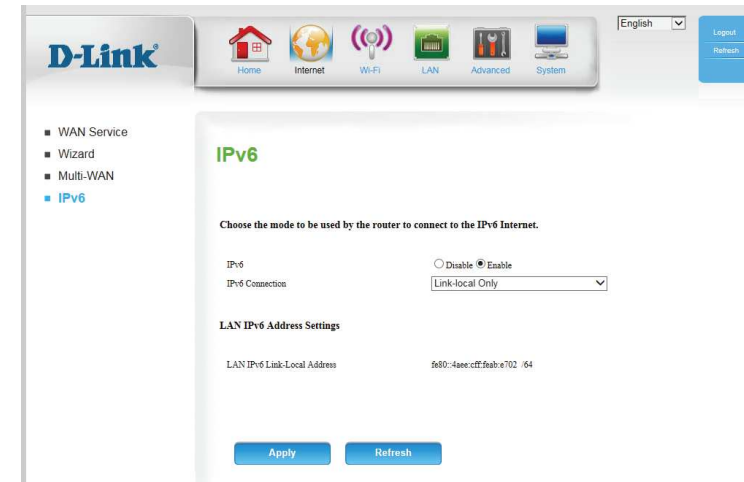 D-Link
Home Internet Wi-Fi LAN Advanced System
English
Logout
Refresh
WAN Service
Wizard
Multi-WAN
IPv6
IPv6
Choose the mode to be used by the router to connect to the IPv6 Internet.
IPv6 Disable Enable
IPv6 Connection Link-local Only
LAN IPv6 Address Settings
LAN IPv6 Link-Local Address fe80::4aee:cff:feab:e702 /64
Apply Refresh